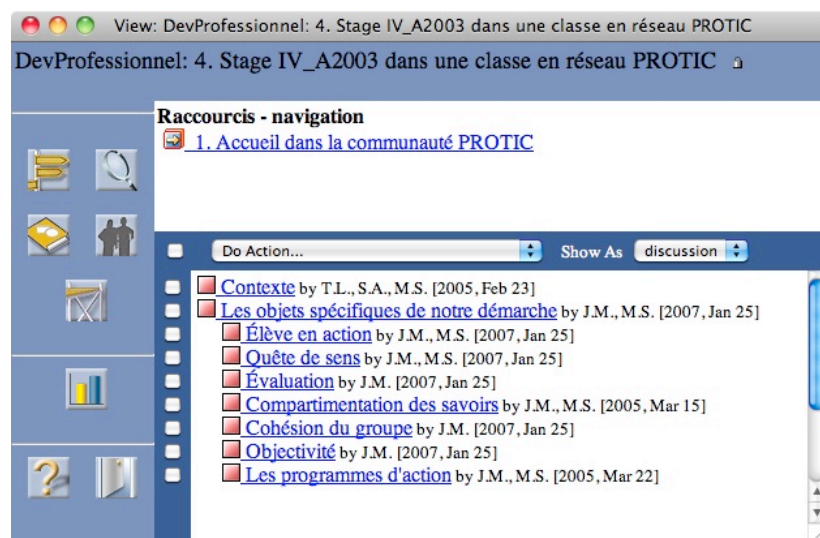 View: DevProfessionnel: 4. Stage IV_A2003 dans une classe en réseau PROTIC
DevProfessionnel: 4. Stage IV_A2003 dans une classe en réseau PROTIC
Raccourcis - navigation
1. Accueil dans la communauté PROTIC
Do Action... Show As discussion
Contexte by T.L., S.A., M.S. [2005, Feb 23]
Les objets spécifiques de notre démarche by J.M., M.S. [2007, Jan 25]
Élève en action by J.M., M.S. [2007, Jan 25]
Quête de sens by J.M., M.S. [2007, Jan 25]
Évaluation by J.M. [2007, Jan 25]
Compartimentation des savoirs by J.M., M.S. [2005, Mar 15]
Cohésion du groupe by J.M. [2007, Jan 25]
Objectivité by J.M. [2007, Jan 25]
Les programmes d'action by J.M., M.S. [2005, Mar 22]